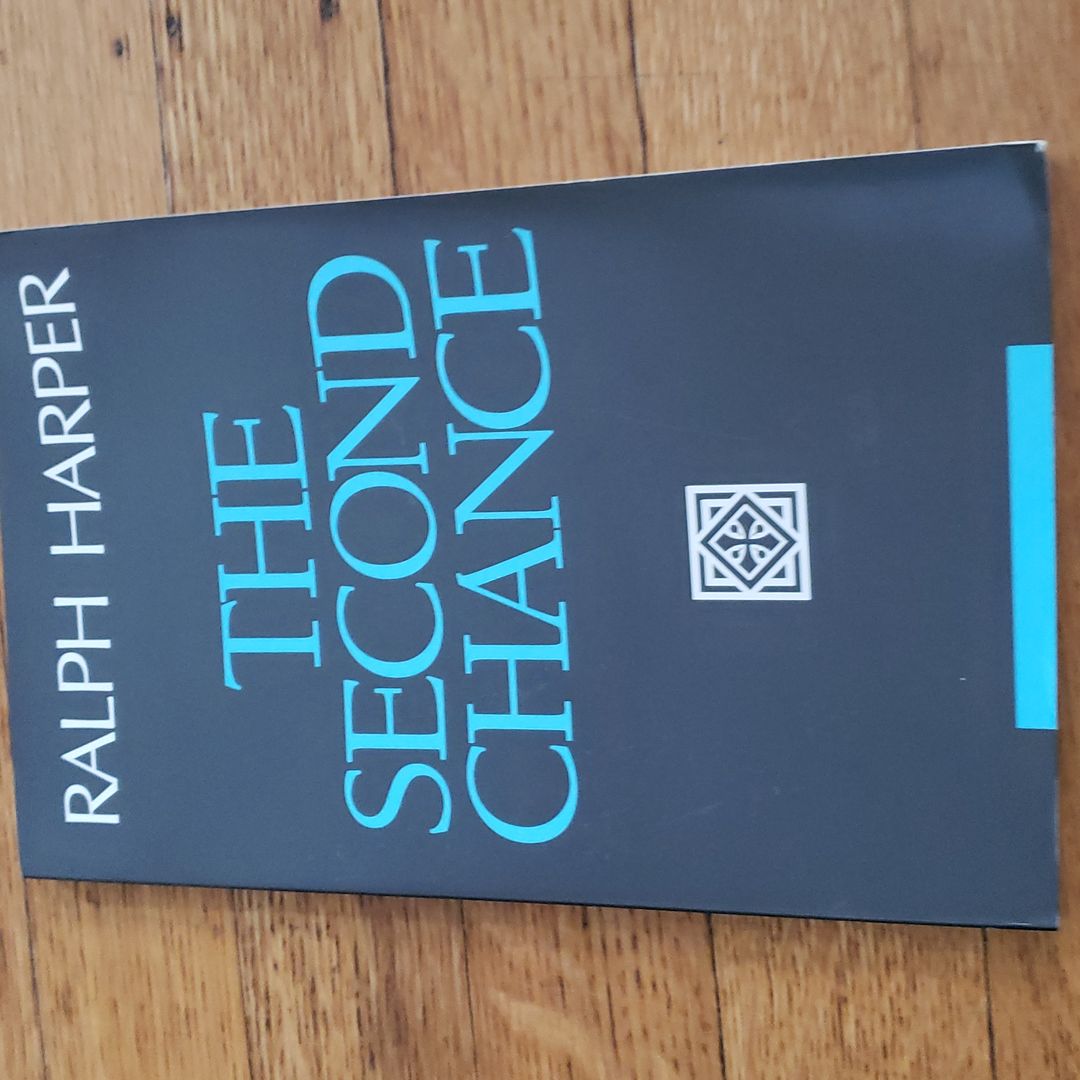 RALPH HARPER
THE
SECOND
CHANCE